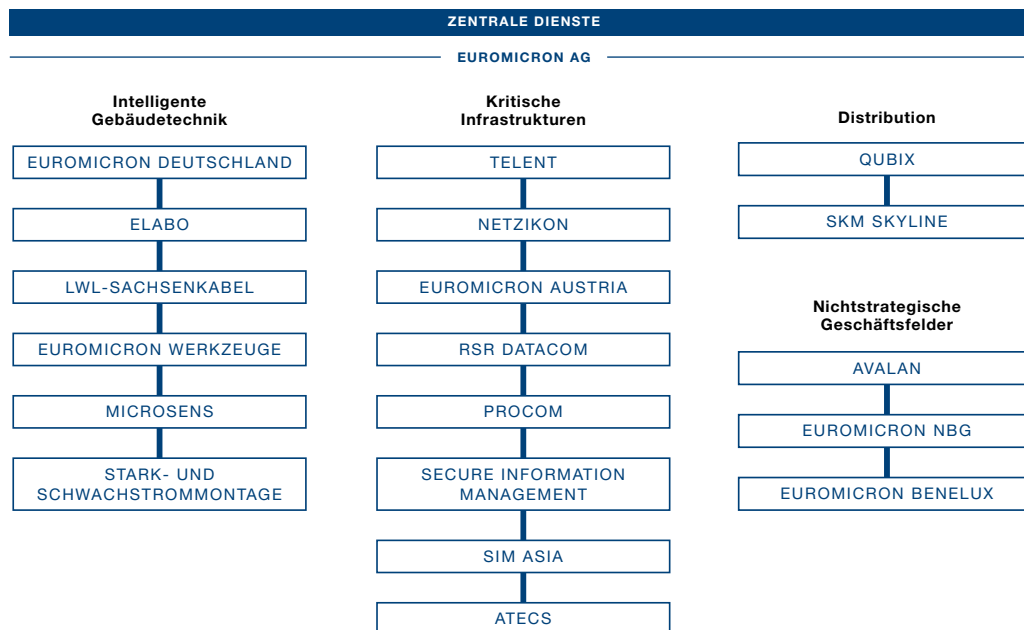 ZENTRALE DIENSTE
EUROMICRON AG
Intelligente
Gebäudetechnik
EUROMICRON DEUTSCHLAND
ELABO
LWL-SACHSENKABEL
EUROMICRON WERKZEUGE
MICROSENS
STARK- UND
SCHWACHSTROMMONTAGE
Kritische
Infrastrukturen
TELENT
NETZIKON
EUROMICRON AUSTRIA
RSR DATACOM
PROCOM
SECURE INFORMATION
MANAGEMENT
SIM ASIA
ATECS
Distribution
QUBIX
SKM SKYLINE
Nichtstrategische
Geschäftsfelder
AVALAN
EUROMICRON NBG
EUROMICRON BENELUX